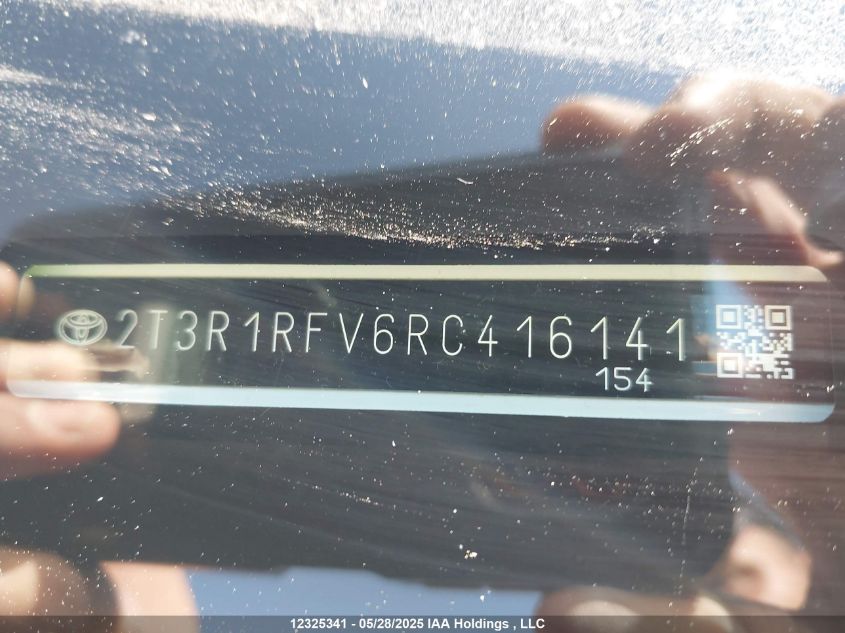 2T3R1RFV6RC416141
154
12325341 - 05/28/2025 IAA Holdings , LLC